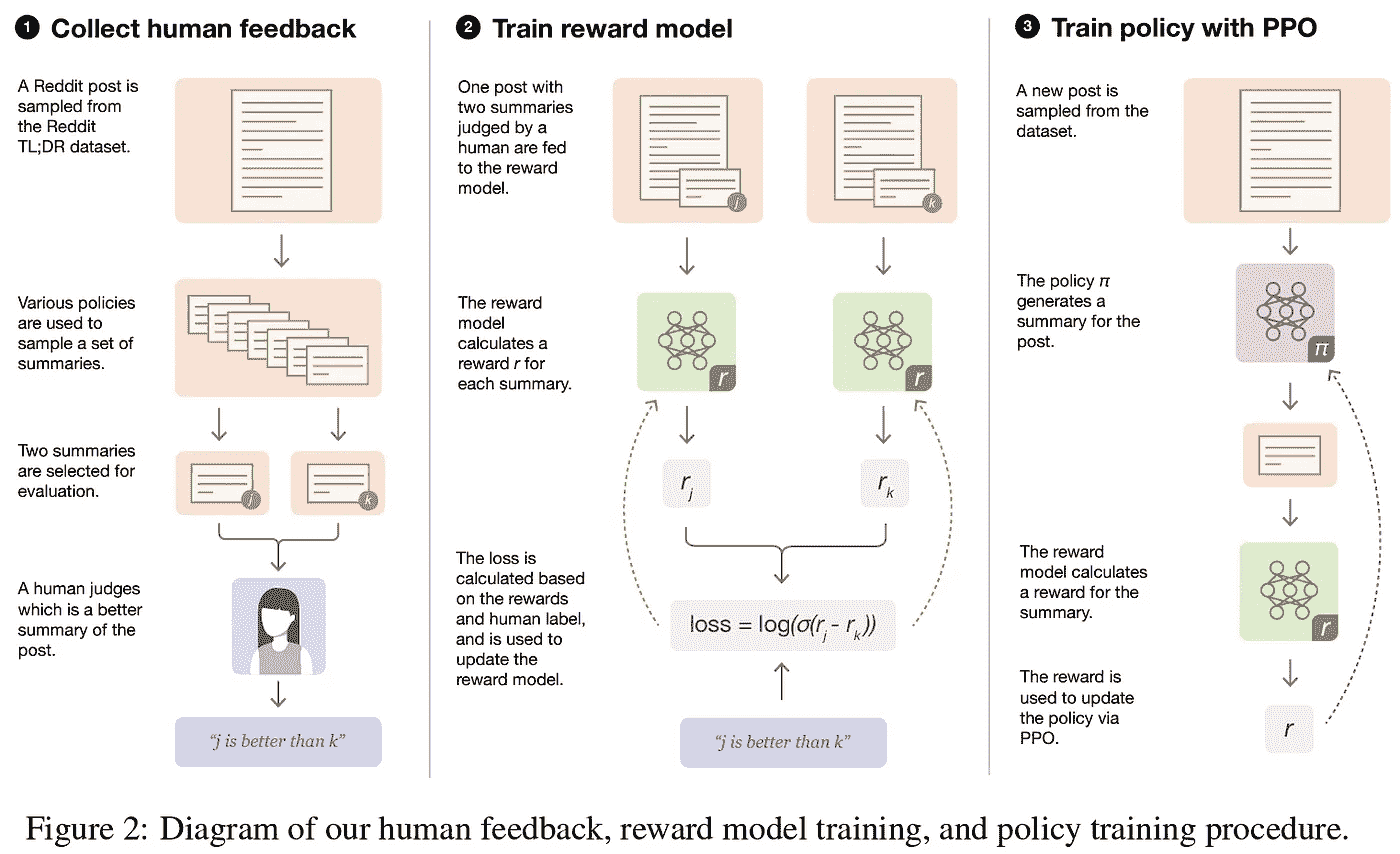 1 Collect human feedback
A Reddit post is
sampled from
the Reddit
TL;DR dataset.
Various policies
are used to
sample a set of
summaries.
Two summaries
are selected for
evaluation.
j
k
A human judges
which is a better
summary of the
post.
“j is better than k”
2 Train reward model
One post with
two summaries
judged by a
human are fed
to the reward
model.
j
k
The reward
model
calculates a
reward r for
each summary.
r
r
r_j
r_k
The loss is
calculated based
on the rewards
and human label,
and is used to
update the
reward model.
loss = log(σ(r_j - r_k))
“j is better than k”
3 Train policy with PPO
A new post is
sampled from the
dataset.
The policy π
generates a
summary for the
post.
π
The reward
model calculates
a reward for the
summary.
r
The reward is
used to update
the policy via
PPO.
r
Figure 2: Diagram of our human feedback, reward model training, and policy training procedure.